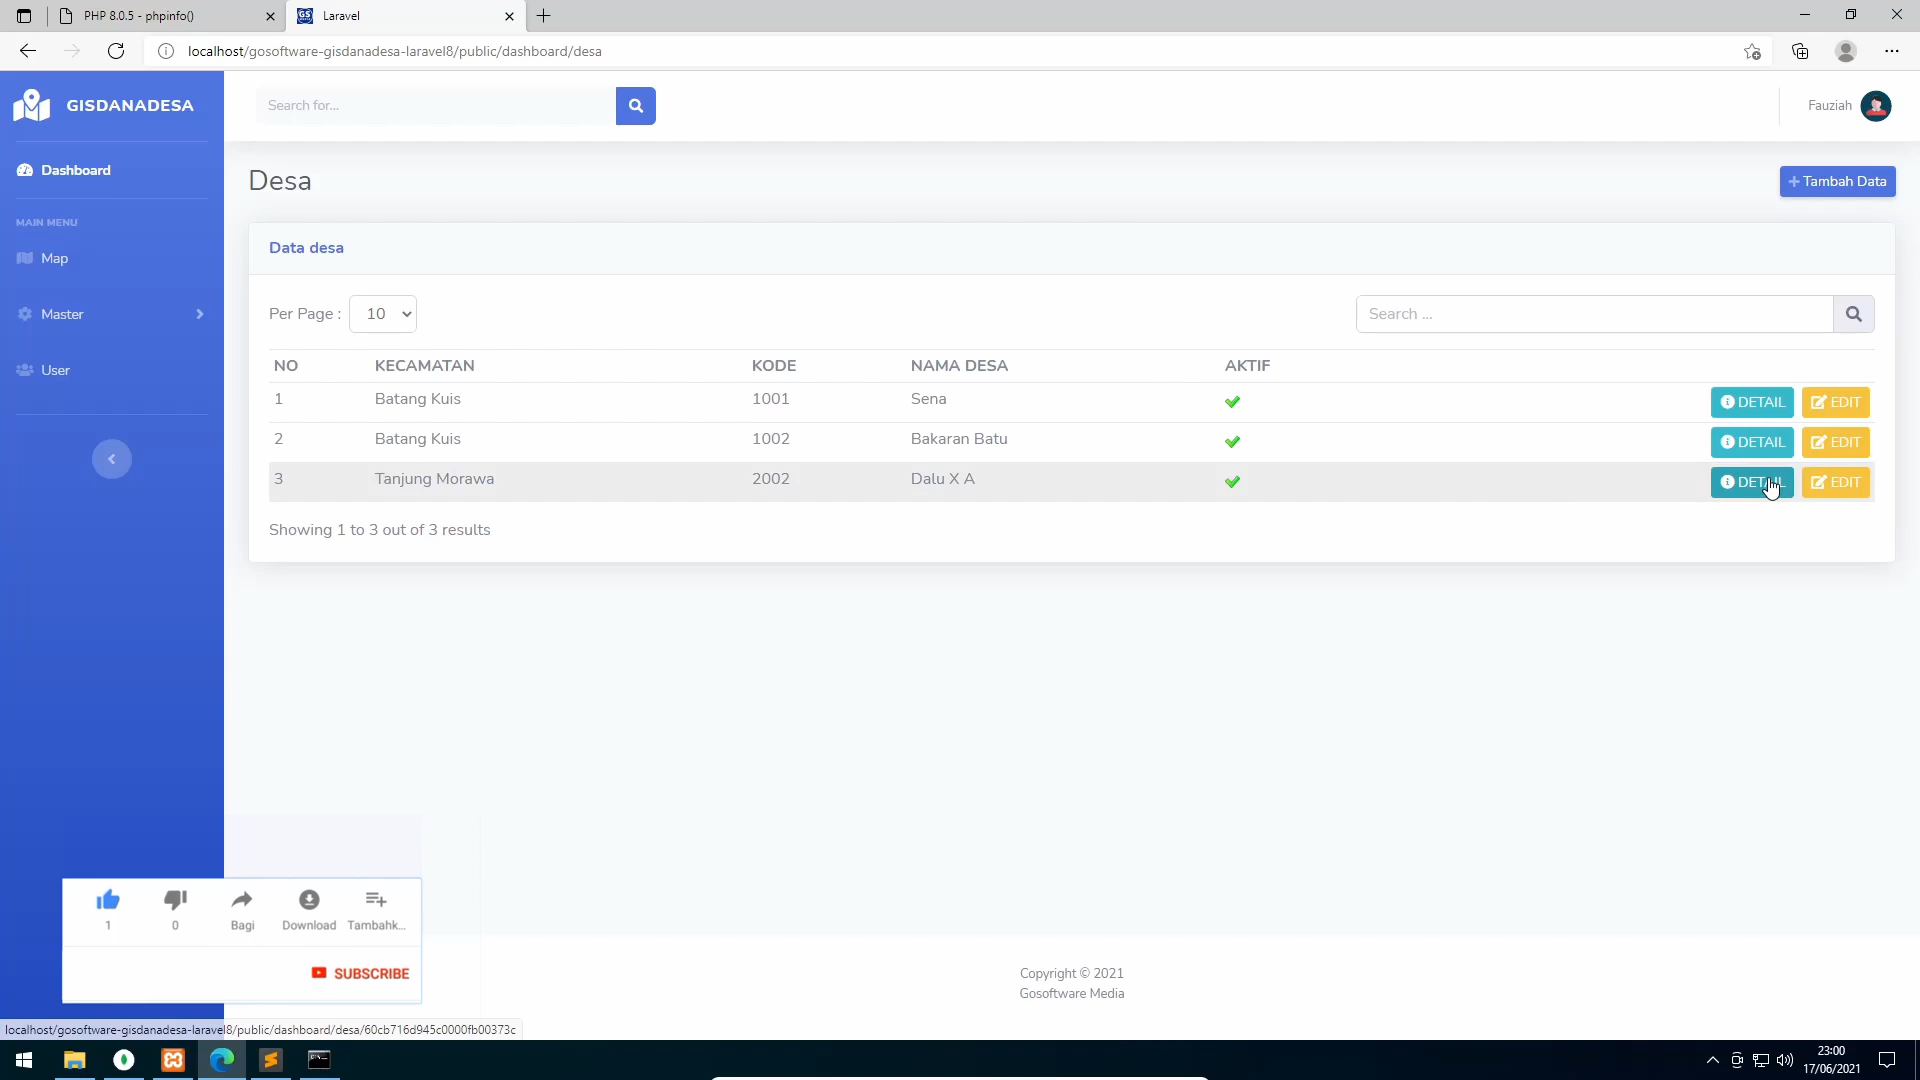 PHP 8.0.5 - phpinfo()
Laravel
localhost/gosoftware-gisdanadesa-laravel8/public/dashboard/desa
GISDANADESA
Search for...
Fauziah
Dashboard
Desa
+ Tambah Data
MAIN MENU
Map
Master
User
Data desa
Per Page : 10
Search ...
NO KECAMATAN KODE NAMA DESA AKTIF
1 Batang Kuis 1001 Sena DETAIL EDIT
2 Batang Kuis 1002 Bakaran Batu DETAIL EDIT
3 Tanjung Morawa 2002 Dalu X A DETAIL EDIT
Showing 1 to 3 out of 3 results
1 0 Bagi Download Tambahk...
SUBSCRIBE
Copyright © 2021
Gosoftware Media
localhost/gosoftware-gisdanadesa-laravel8/public/dashboard/desa/60cb716d945c0000fb00373c
23:00
17/06/2021